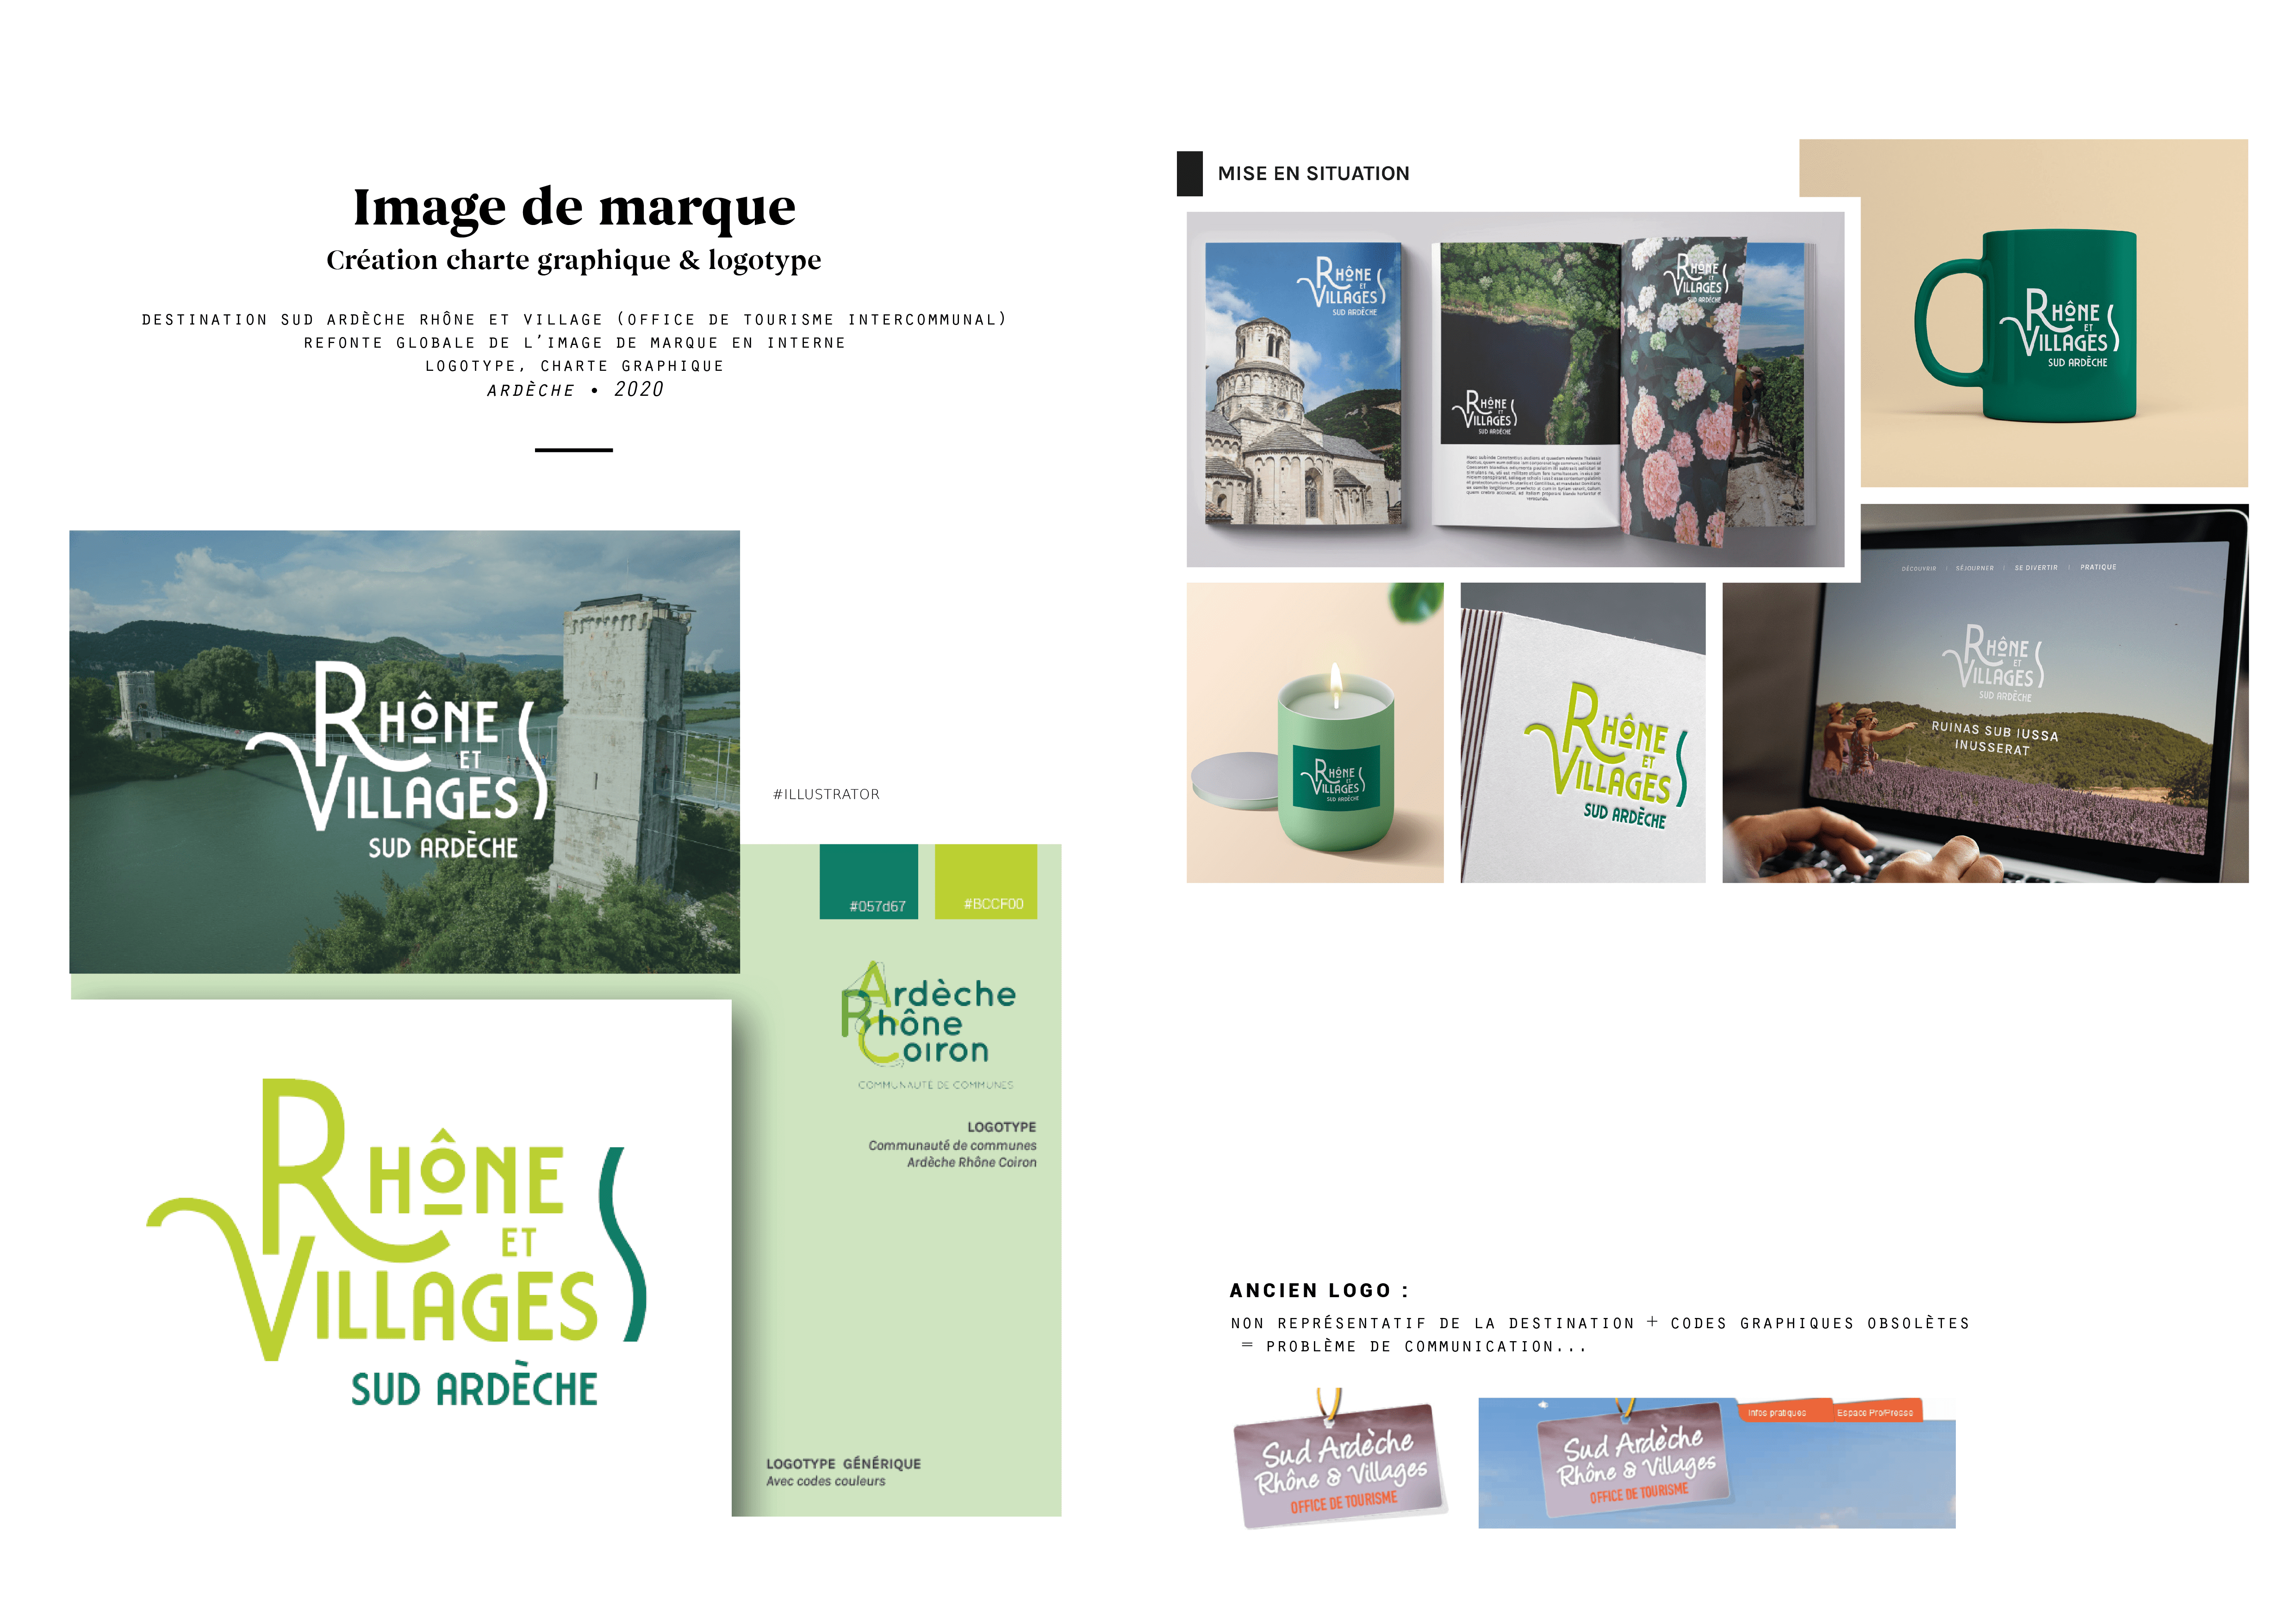 Image de marque
Création charte graphique & logotype
DESTINATION SUD ARDÈCHE RHÔNE ET VILLAGE (OFFICE DE TOURISME INTERCOMMUNAL)
REFONTE GLOBALE DE L'IMAGE DE MARQUE EN INTERNE
LOGOTYPE, CHARTE GRAPHIQUE
ARDÈCHE • 2020
RHÔNE
ET
VILLAGES
SUD ARDÈCHE
#ILLUSTRATOR
#057d67
#BCCF00
Ardèche
Rhône
Coiron
COMMUNAUTÉ DE COMMUNES
LOGOTYPE
Communauté de communes
Ardèche Rhône Coiron
RHÔNE
ET
VILLAGES
SUD ARDÈCHE
LOGOTYPE GÉNÉRIQUE
Avec codes couleurs
MISE EN SITUATION
RHÔNE
ET
VILLAGES
SUD ARDÈCHE
RHÔNE
ET
VILLAGES
SUD ARDÈCHE
RHÔNE
ET
VILLAGES
SUD ARDÈCHE
RHÔNE
ET
VILLAGES
SUD ARDÈCHE
RHÔNE
ET
VILLAGES
SUD ARDÈCHE
RHÔNE
ET
VILLAGES
SUD ARDÈCHE
DÉCOUVRIR | SÉJOURNER | SE DIVERTIR | PRATIQUE
RHÔNE
ET
VILLAGES
SUD ARDÈCHE
RUINAS SUB IUSSA
INUSSERAT
ANCIEN LOGO :
NON REPRÉSENTATIF DE LA DESTINATION + CODES GRAPHIQUES OBSOLÈTES
= PROBLÈME DE COMMUNICATION...
Sud Ardèche
Rhône & Villages
OFFICE DE TOURISME
Infos pratiques
Espace Pro/Presse
Sud Ardèche
Rhône & Villages
OFFICE DE TOURISME